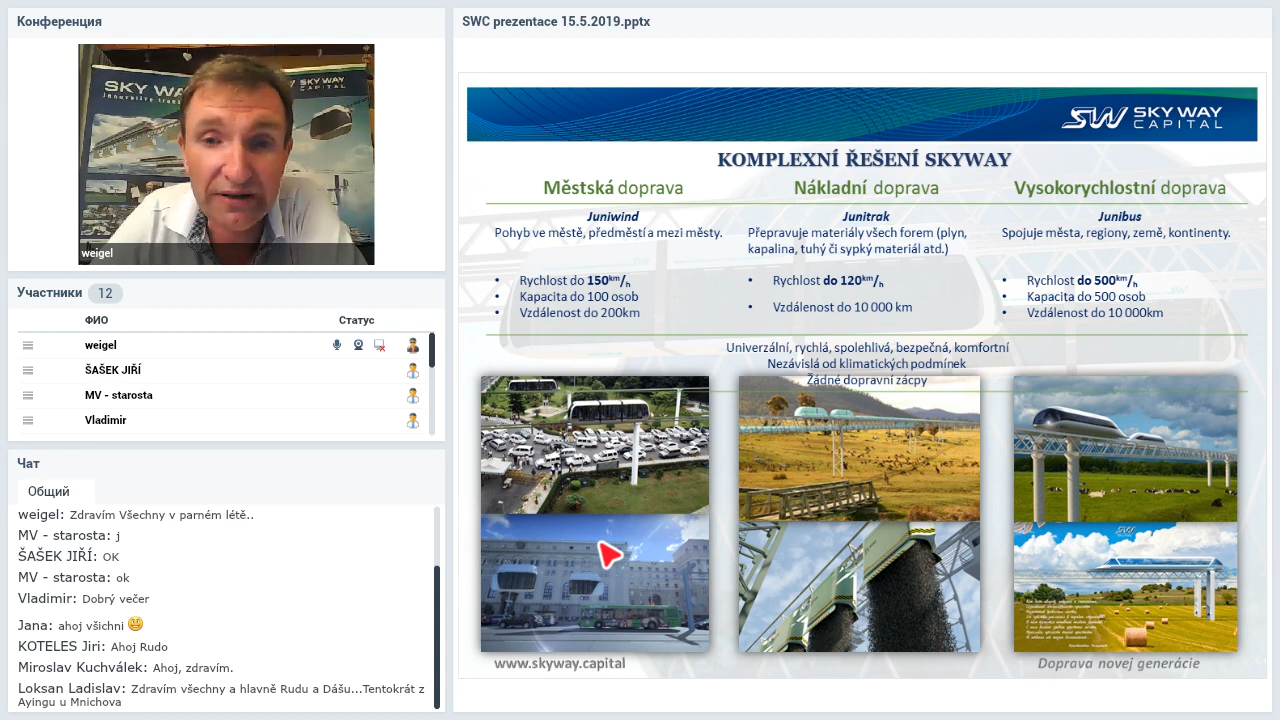 Конференция
SKY WAY
SKY WAY
CAPITAL
weigel
Участники 12
ФИО Статус
weigel
ŠAŠEK JIŘÍ
MV - starosta
Vladimir
Чат
Общий
weigel: Zdravím Všechny v parném létě..
MV - starosta: j
ŠAŠEK JIŘÍ: OK
MV - starosta: ok
Vladimir: Dobrý večer
Jana: ahoj všichni
KOTELES Jiri: Ahoj Rudo
Miroslav Kuchválek: Ahoj, zdravím.
Loksan Ladislav: Zdravím všechny a hlavně Rudu a Dášu...Tentokrát z
Ayingu u Mnichova
SWC prezentace 15.5.2019.pptx
SW SKY WAY
CAPITAL
KOMPLEXNÍ ŘEŠENÍ SKYWAY
Městská doprava
Juniwind
Pohyb ve městě, předměstí a mezi městy.
• Rychlost do 150km/h
• Kapacita do 100 osob
• Vzdálenost do 200km
Nákladní doprava
Junitrak
Přepravuje materiály všech forem (plyn,
kapalina, tuhý či sypký materiál atd.)
• Rychlost do 120km/h
• Vzdálenost do 10 000 km
Vysokorychlostní doprava
Junibus
Spojuje města, regiony, země, kontinenty.
• Rychlost do 500km/h
• Kapacita do 500 osob
• Vzdálenost do 10 000km
Univerzální, rychlá, spolehlivá, bezpečná, komfortní
Nezávislá od klimatických podmínek
Žádné dopravní zácpy
www.skyway.capital
Doprava novej generácie